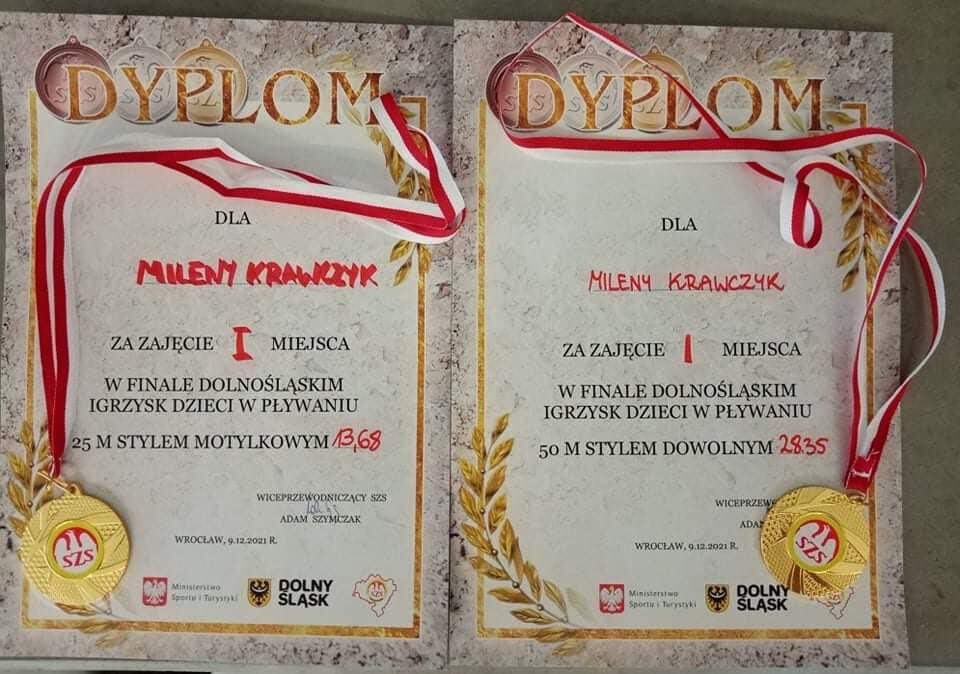 DYPLOM
DLA
MILENY KRAWCZYK
ZA ZAJĘCIE I MIEJSCA
W FINALE DOLNOŚLĄSKIM
IGRZYSK DZIECI W PŁYWANIU
25 M STYLEM MOTYLKOWYM 13,68
WICEPRZEWODNICZĄCY SZS
ADAM SZYMCZAK
WROCŁAW, 9.12.2021 R.
Ministerstwo
Sportu i Turystyki
DOLNY
ŚLĄSK
SZS
SZS
DYPLOM
DLA
MILENY KRAWCZYK
ZA ZAJĘCIE I MIEJSCA
W FINALE DOLNOŚLĄSKIM
IGRZYSK DZIECI W PŁYWANIU
50 M STYLEM DOWOLNYM 28.35
WROCŁAW, 9.12.2021 R.
Ministerstwo
Sportu i Turystyki
DOLNY
ŚLĄSK
SZS